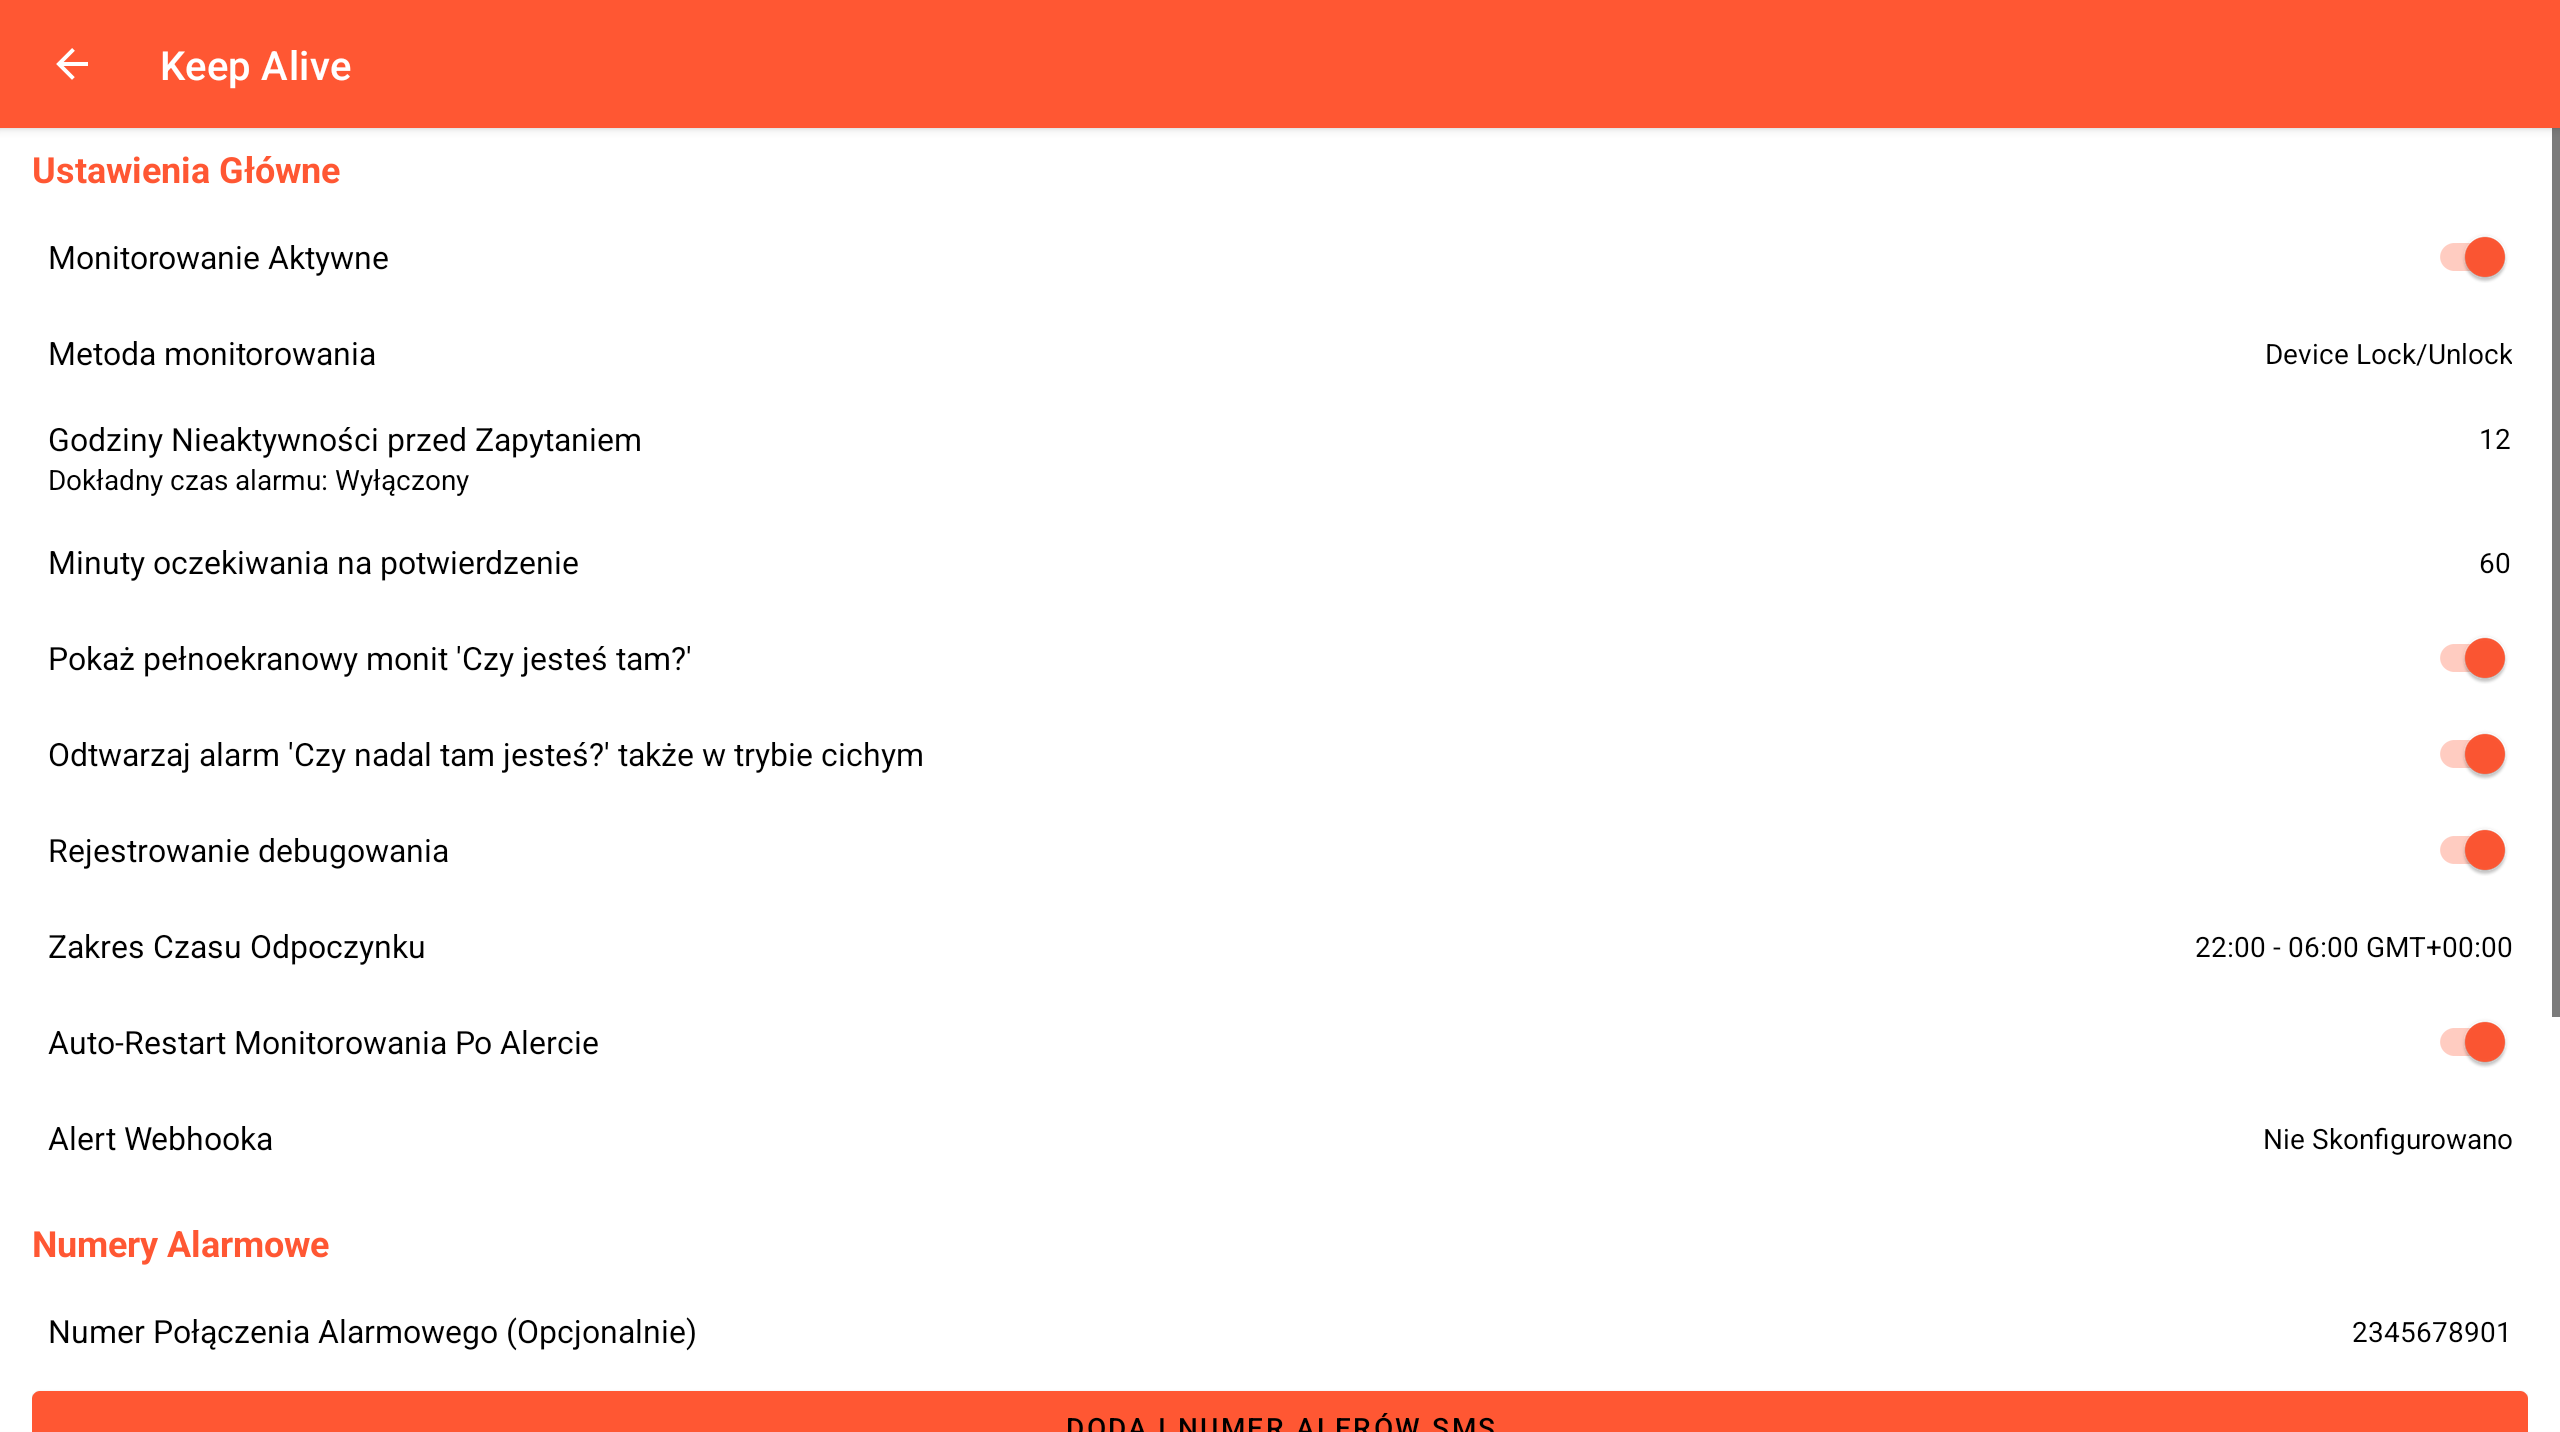 Keep Alive
Ustawienia Główne
Monitorowanie Aktywne
Metoda monitorowania
Device Lock/Unlock
Godziny Nieaktywności przed Zapytaniem
12
Dokładny czas alarmu: Wyłączony
Minuty oczekiwania na potwierdzenie
60
Pokaż pełnoekranowy monit 'Czy jesteś tam?'
Odtwarzaj alarm 'Czy nadal tam jesteś?' także w trybie cichym
Rejestrowanie debugowania
Zakres Czasu Odpoczynku
22:00 - 06:00 GMT+00:00
Auto-Restart Monitorowania Po Alercie
Alert Webhooka
Nie Skonfigurowano
Numery Alarmowe
Numer Połączenia Alarmowego (Opcjonalnie)
2345678901
NUMER ALERÓW SMS